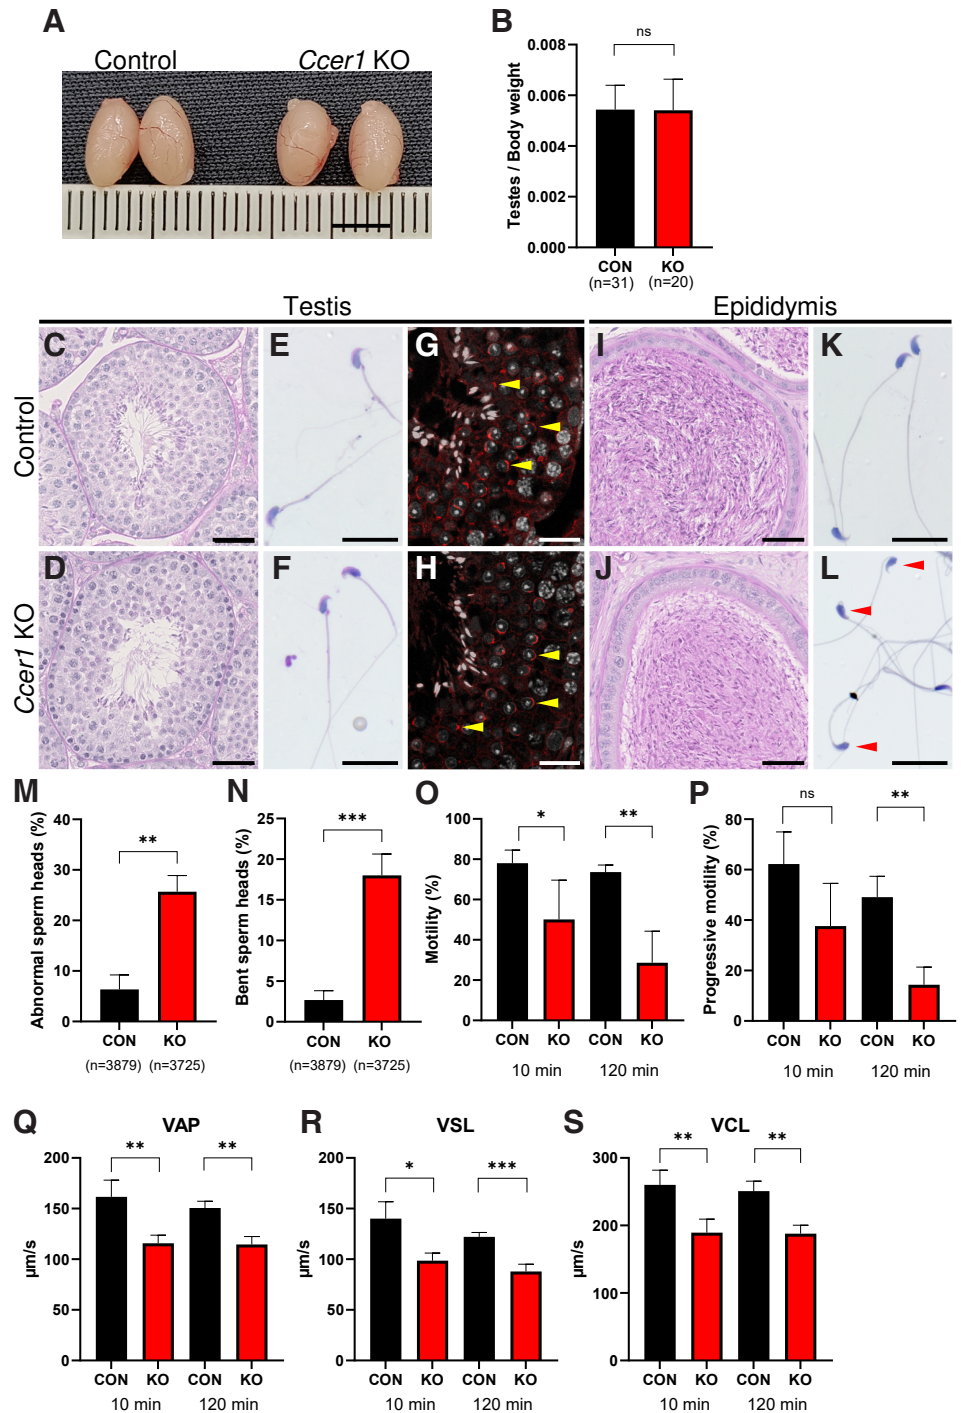 A
Control
Ccer1 KO
B
ns
0.008
0.006
0.004
0.002
0.000
Testes / Body weight
CON
KO
(n=31)
(n=20)
Testis
Epididymis
Control
C
E
G
I
K
Ccer1 KO
D
F
H
J
L
M
Abnormal sperm heads (%)
40
30
20
10
0
**
CON
KO
(n=3879)
(n=3725)
N
Bent sperm heads (%)
25
20
15
10
5
0
***
CON
KO
(n=3879)
(n=3725)
O
Motility (%)
100
80
60
40
20
0
*
**
CON
KO
CON
KO
10 min
120 min
P
Progressive motility (%)
80
60
40
20
0
ns
**
CON
KO
CON
KO
10 min
120 min
Q
VAP
µm/s
200
150
100
50
0
**
**
CON
KO
CON
KO
10 min
120 min
R
VSL
µm/s
200
150
100
50
0
*
***
CON
KO
CON
KO
10 min
120 min
S
VCL
µm/s
300
200
100
0
**
**
CON
KO
CON
KO
10 min
120 min